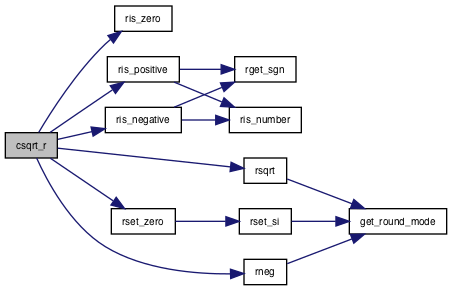 ris_zero
ris_positive
rget_sgn
ris_negative
ris_number
csqrt_r
rsqrt
rset_zero
rset_si
get_round_mode
rneg